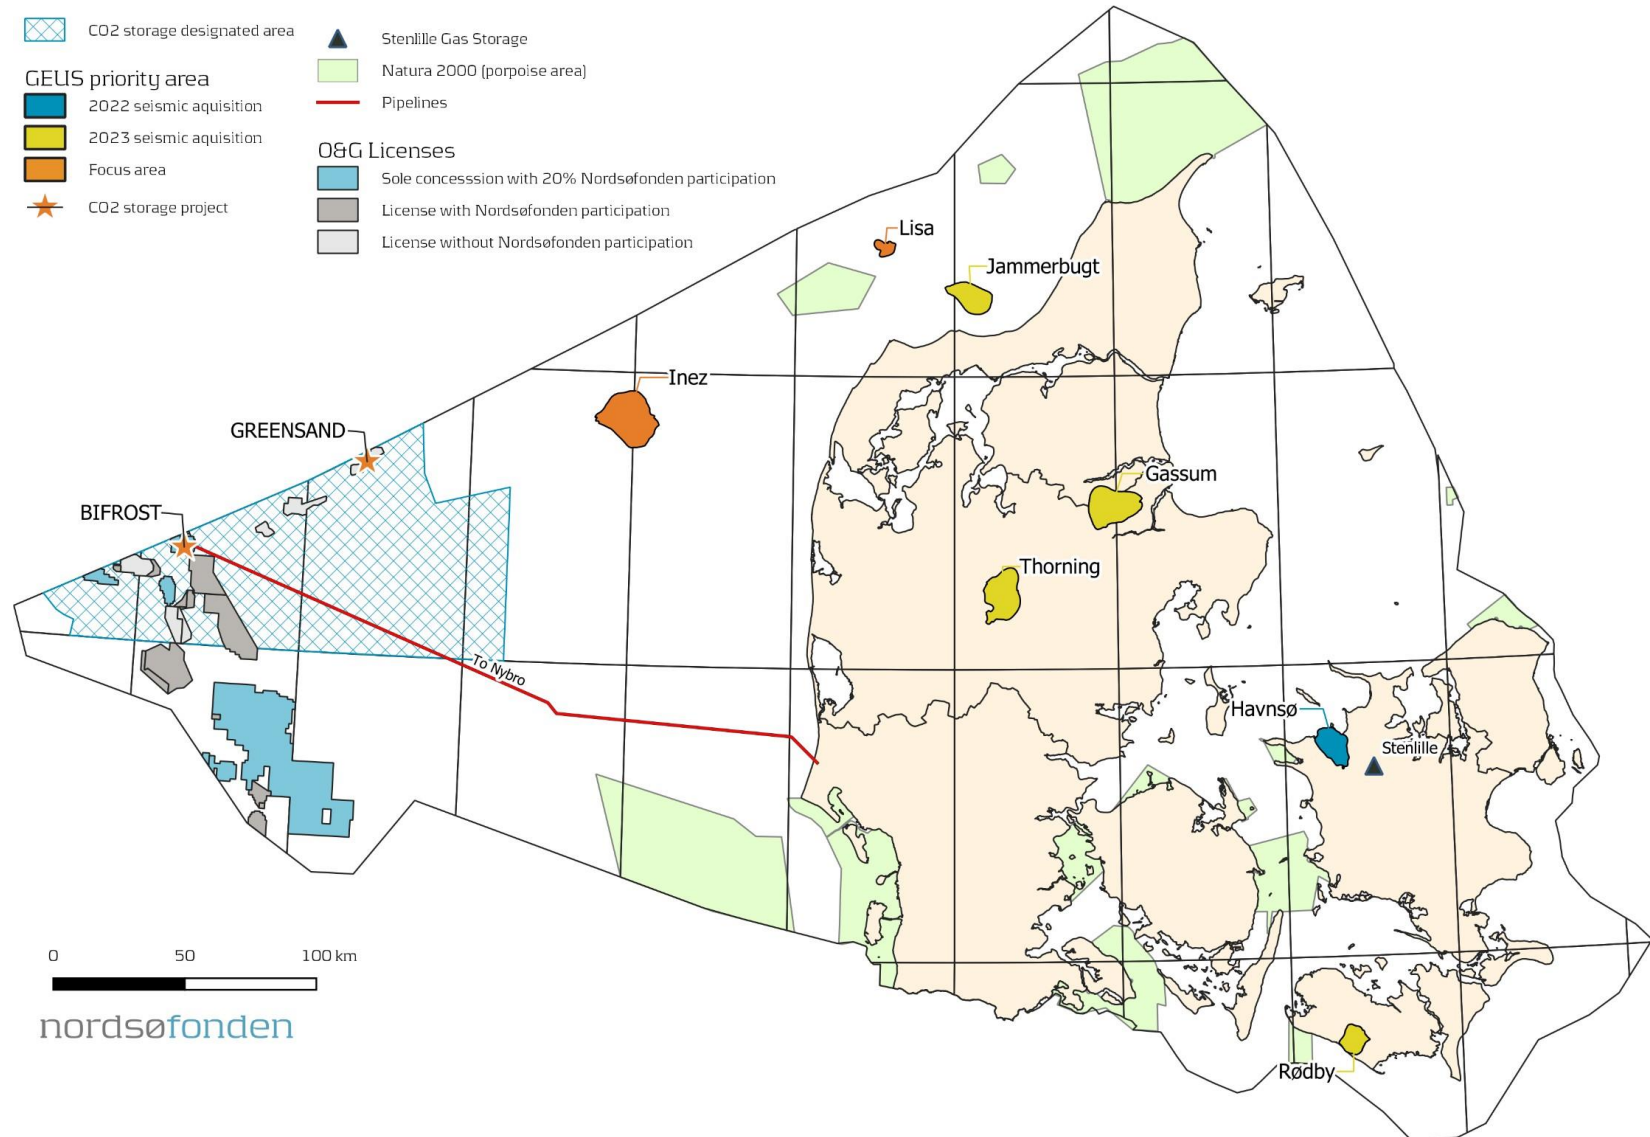 CO2 storage designated area
GEUS priority area
2022 seismic aquisition
2023 seismic aquisition
Focus area
CO2 storage project
Stenlille Gas Storage
Natura 2000 (porpoise area)
Pipelines
O&G Licenses
Sole concesssion with 20% Nordsøfonden participation
License with Nordsøfonden participation
License without Nordsøfonden participation
Lisa
Jammerbugt
Inez
GREENSAND
Gassum
BIFROST
Thorning
To Nybro
Havnsø
Stenlille
Rødby
0 50 100 km
nordsøfonden